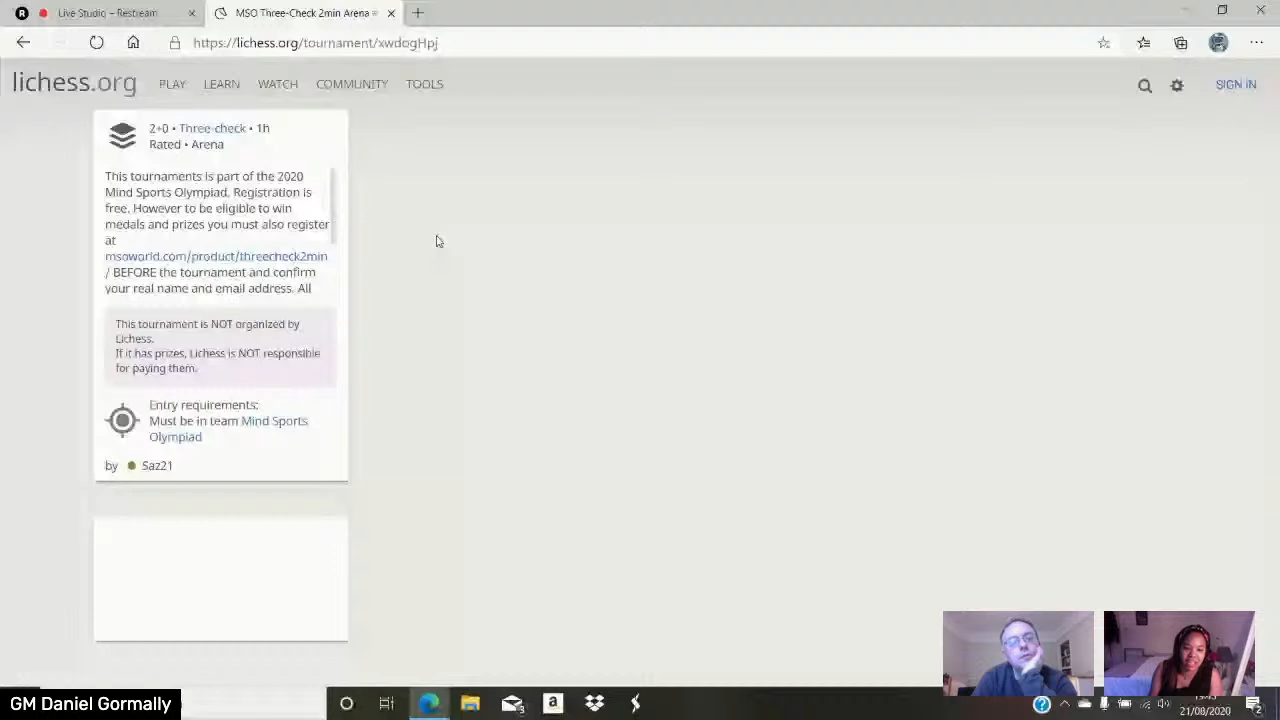 Live Studio – Restream
MSO Three-Check 2min Arena
https://lichess.org/tournament/xwdogHpj
lichess.org PLAY LEARN WATCH COMMUNITY TOOLS SIGN IN
2+0 • Three-check • 1h
Rated • Arena
This tournaments is part of the 2020
Mind Sports Olympiad. Registration is
free. However to be eligible to win
medals and prizes you must also register
at
msoworld.com/product/threecheck2min
/ BEFORE the tournament and confirm
your real name and email address. All
This tournament is NOT organized by
Lichess.
If it has prizes, Lichess is NOT responsible
for paying them.
Entry requirements:
Must be in team Mind Sports
Olympiad
by Saz21
GM Daniel Gormally
21/08/2020